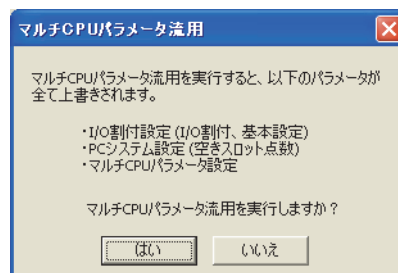 マルチCPUパラメータ流用
マルチCPUパラメータ流用を実行すると、以下のパラメータが
全て上書きされます。
・I/O割付設定(I/O割付、基本設定)
・PCシステム設定(空きスロット点数)
・マルチCPUパラメータ設定
マルチCPUパラメータ流用を実行しますか？
はい
いいえ